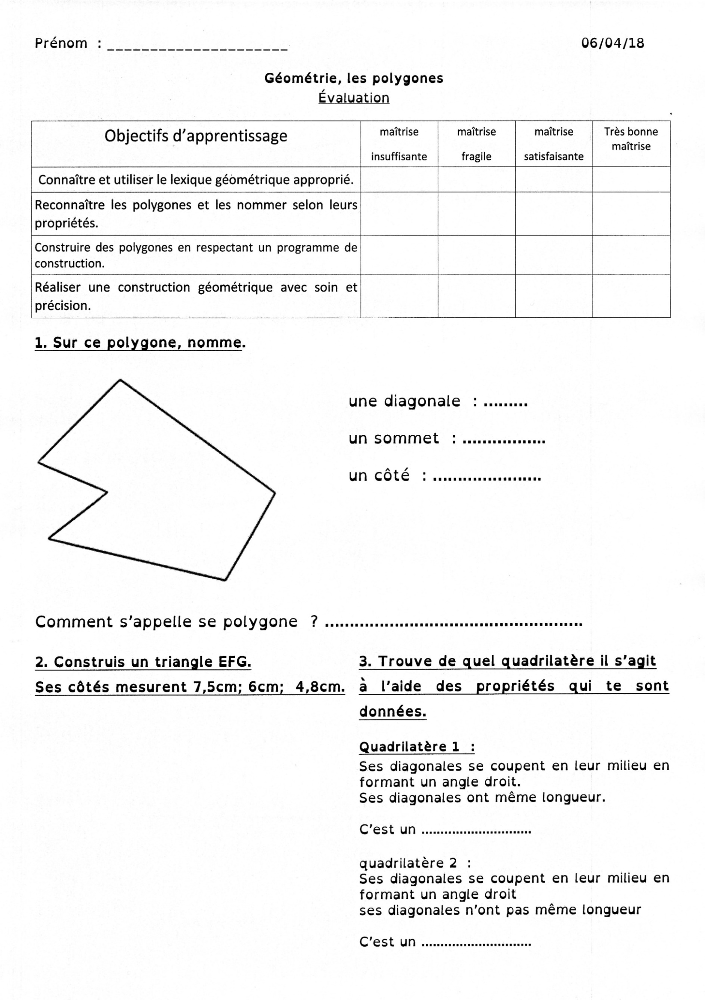 Prénom : _____________________ 06/04/18
Géométrie, les polygones
Évaluation
Objectifs d’apprentissage
maîtrise
insuffisante
maîtrise
fragile
maîtrise
satisfaisante
Très bonne
maîtrise
Connaître et utiliser le lexique géométrique approprié.
Reconnaître les polygones et les nommer selon leurs
propriétés.
Construire des polygones en respectant un programme de
construction.
Réaliser une construction géométrique avec soin et
précision.
1. Sur ce polygone, nomme.
une diagonale : .........
un sommet : .................
un côté : ......................
Comment s’appelle se polygone ? ....................................................
2. Construis un triangle EFG.
Ses côtés mesurent 7,5cm; 6cm; 4,8cm.
3. Trouve de quel quadrilatère il s’agit
à l’aide des propriétés qui te sont
données.
Quadrilatère 1 :
Ses diagonales se coupent en leur milieu en
formant un angle droit.
Ses diagonales ont même longueur.
C’est un .............................
quadrilatère 2 :
Ses diagonales se coupent en leur milieu en
formant un angle droit
ses diagonales n’ont pas même longueur
C’est un .............................